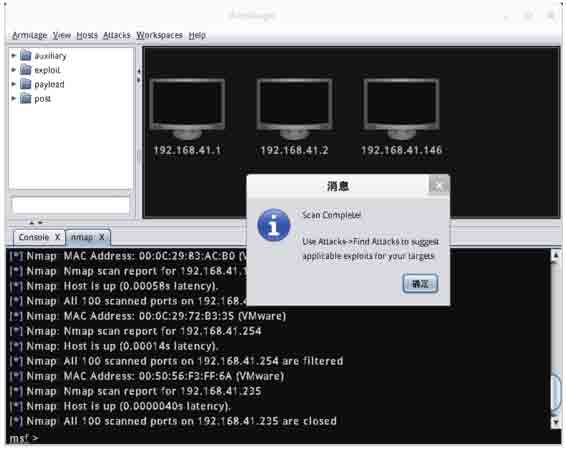 Armitage
Armitage View Hosts Attacks Workspaces Help
auxiliary
exploit
payload
post
192.168.41.1
192.168.41.2
192.168.41.146
消息
Scan Complete!
Use Attacks->Find Attacks to suggest
applicable exploits for your targets
确定
Console X
nmap X
[*] Nmap: MAC Address: 00:0C:29:83:AC:B0 (V
[*] Nmap: Nmap scan report for 192.168.41.1
[*] Nmap: Host is up (0.00058s latency).
[*] Nmap: All 100 scanned ports on 192.168.4
[*] Nmap: MAC Address: 00:0C:29:72:B3:35 (VMware)
[*] Nmap: Nmap scan report for 192.168.41.254
[*] Nmap: Host is up (0.00014s latency).
[*] Nmap: All 100 scanned ports on 192.168.41.254 are filtered
[*] Nmap: MAC Address: 00:50:56:F3:FF:6A (VMware)
[*] Nmap: Nmap scan report for 192.168.41.235
[*] Nmap: Host is up (0.0000040s latency).
[*] Nmap: All 100 scanned ports on 192.168.41.235 are closed
msf >